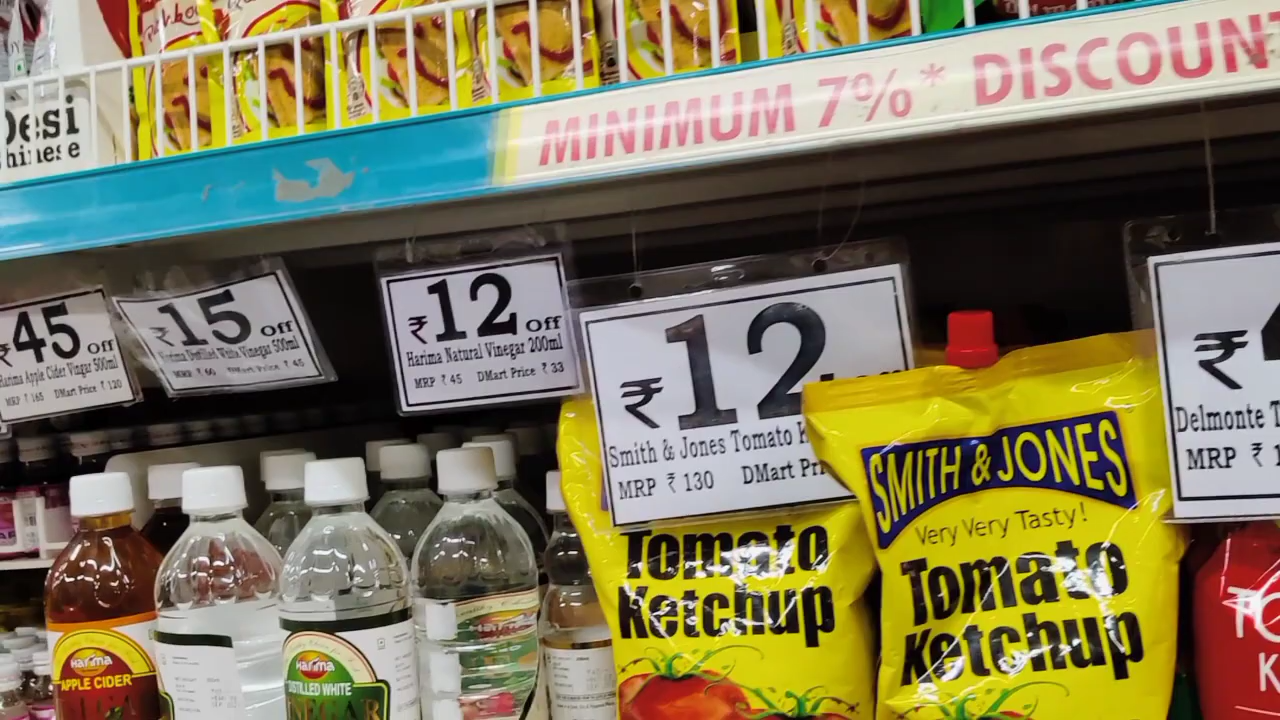 Desi
Chinese
MINIMUM 7%* DISCOUNT
₹45 Off
Harima Apple Cider Vingar 500ml
MRP ₹ 165 DMart Price ₹ 120
₹15 Off
Harima Distilled White Vinegar 500ml
MRP ₹ 60 DMart Price ₹ 45
₹12 Off
Harima Natural Vinegar 200ml
MRP ₹ 45 DMart Price ₹ 33
₹12
Smith & Jones Tomato K
MRP ₹ 130 DMart Pri
₹
Delmonte T
MRP ₹ 1
SMITH & JONES
Very Very Tasty!
Tomato
Ketchup
Tomato
Ketchup
Harima
APPLE CIDER
Harima
DISTILLED WHITE
VINEGAR